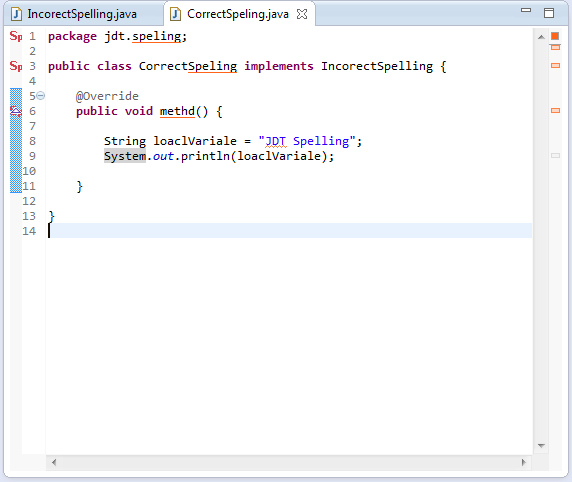 IncorectSpelling.java CorrectSpeling.java
Sp 1 package jdt.speling;
2
Sp 3 public class CorrectSpeling implements IncorectSpelling {
4
5 @Override
6 public void methd() {
7
8 String loaclVariale = "JDT Spelling";
9 System.out.println(loaclVariale);
10
11 }
12
13 }
14